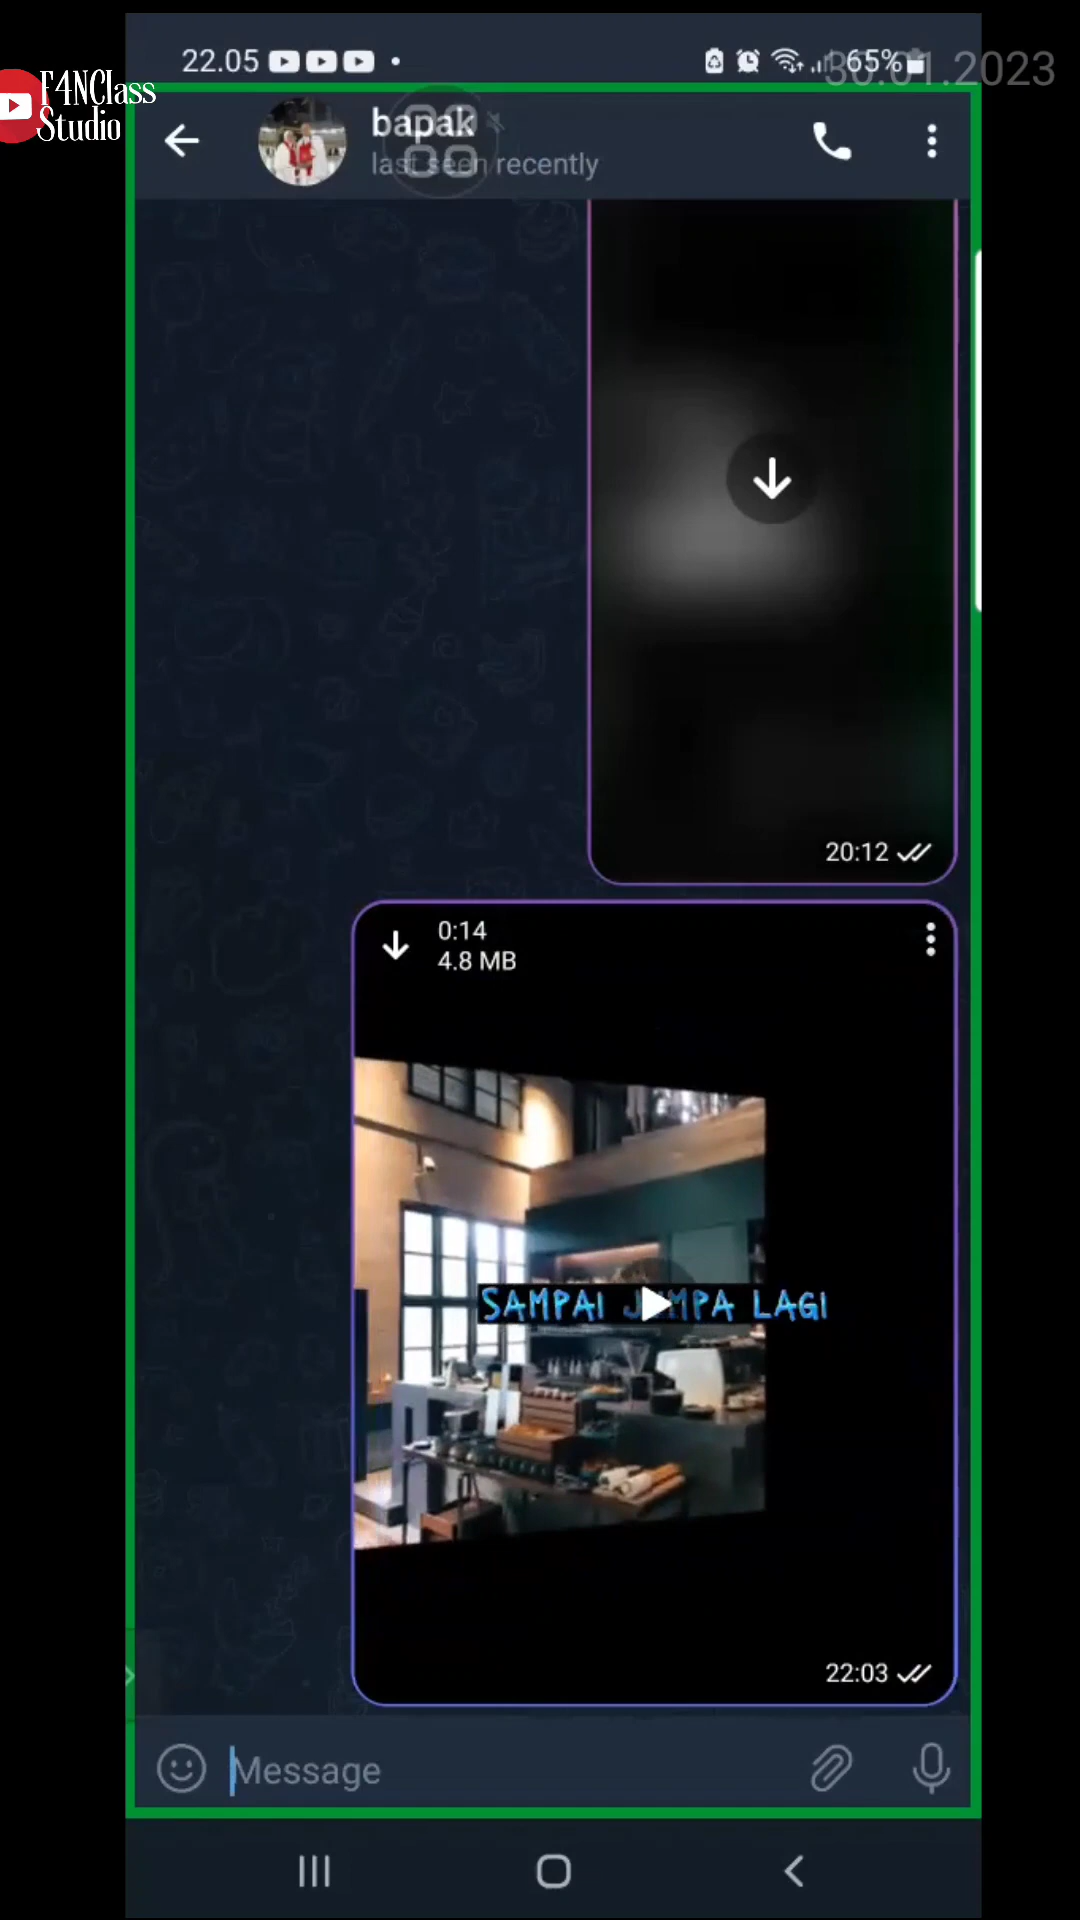 22.05
65%
30.01.2023
F4NClass
Studio
bapak
last seen recently
20:12
0:14
4.8 MB
SAMPAI JUMPA LAGI
22:03
Message